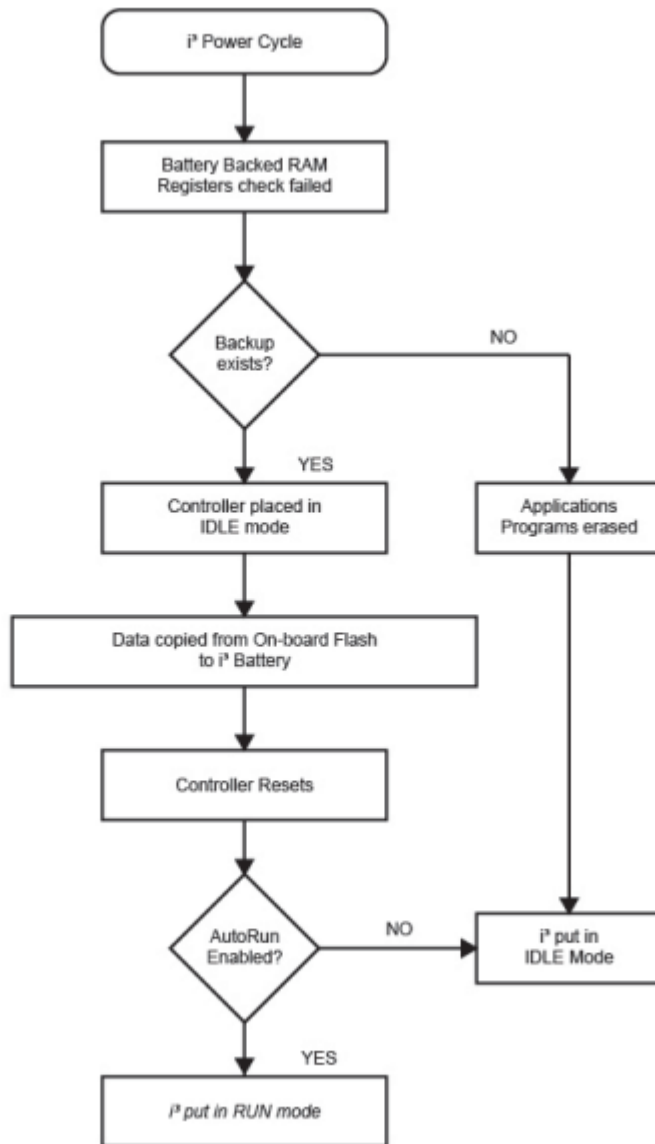 i³ Power Cycle
Battery Backed RAM
Registers check failed
Backup
exists?
NO
YES
Controller placed in
IDLE mode
Applications
Programs erased
Data copied from On-board Flash
to i³ Battery
Controller Resets
AutoRun
Enabled?
NO
i³ put in
IDLE Mode
YES
i³ put in RUN mode